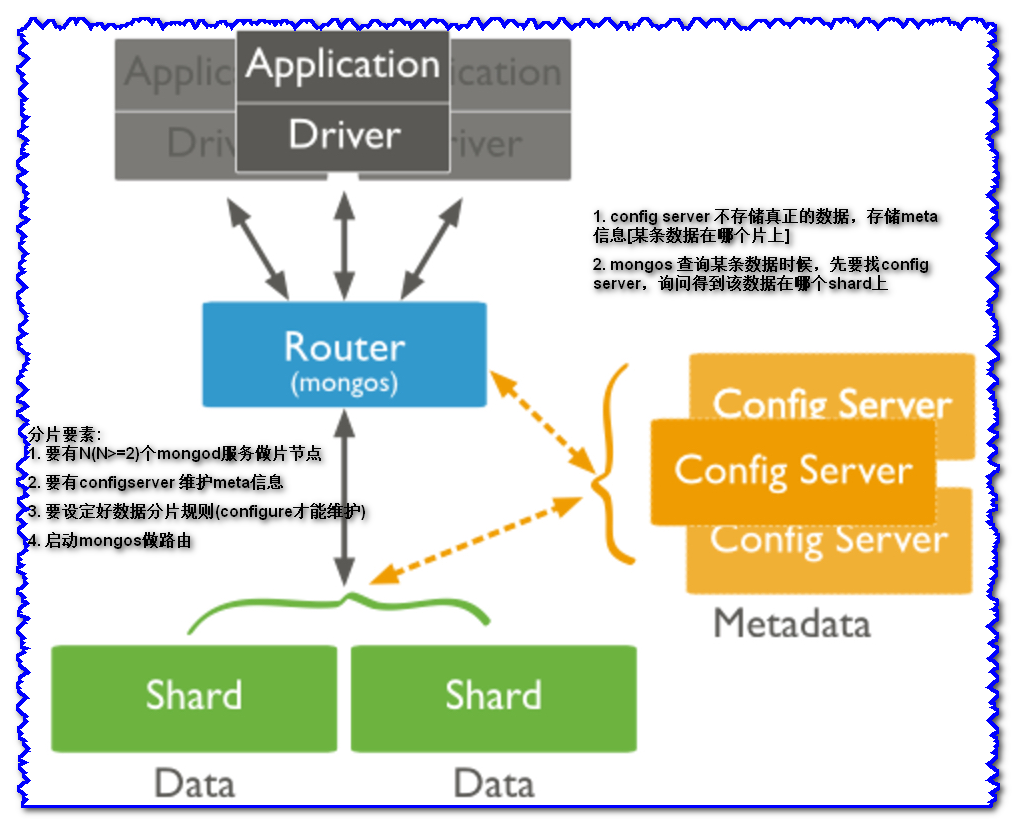 Applic
Application
ication
Driv
Driver
river
1. config server 不存储真正的数据，存储meta
信息[某条数据在哪个片上]
2. mongos 查询某条数据时候，先要找config
server，询问得到该数据在哪个shard上
Router
(mongos)
Config Server
Config Server
Config Server
Metadata
分片要素:
1. 要有N(N>=2)个mongod服务做片节点
2. 要有configserver 维护meta信息
3. 要设定好数据分片规则(configure才能维护)
4. 启动mongos做路由
Shard
Shard
Data
Data